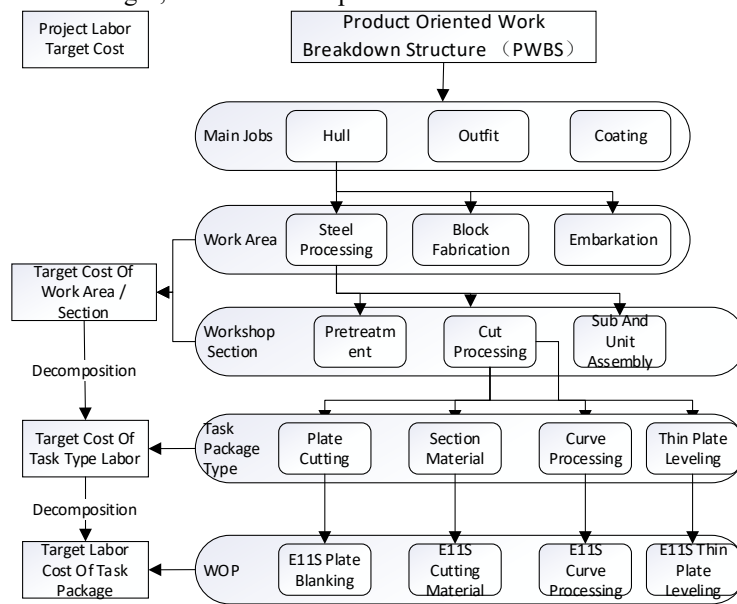 Project Labor
Target Cost
Product Oriented Work
Breakdown Structure （PWBS）
Main Jobs
Hull
Outfit
Coating
Work Area
Steel
Processing
Block
Fabrication
Embarkation
Target Cost Of
Work Area /
Section
Workshop
Section
Pretreatm
ent
Cut
Processing
Sub And
Unit
Assembly
Decomposition
Target Cost Of
Task Type Labor
Task
Package
Type
Plate
Cutting
Section
Material
Curve
Processing
Thin Plate
Leveling
Decomposition
Target Labor
Cost Of Task
Package
WOP
E11S Plate
Blanking
E11S
Cutting
Material
E11S
Curve
Processing
E11S Thin
Plate
Leveling